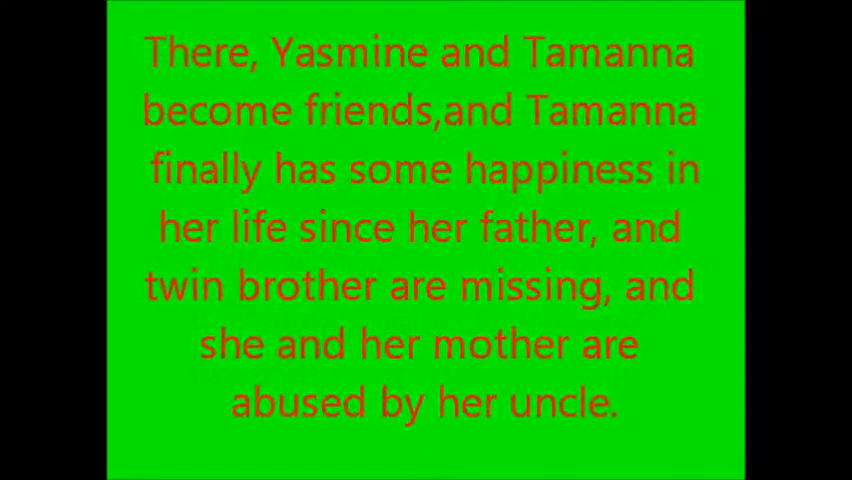 There, Yasmine and Tamanna
become friends,and Tamanna
finally has some happiness in
her life since her father, and
twin brother are missing, and
she and her mother are
abused by her uncle.